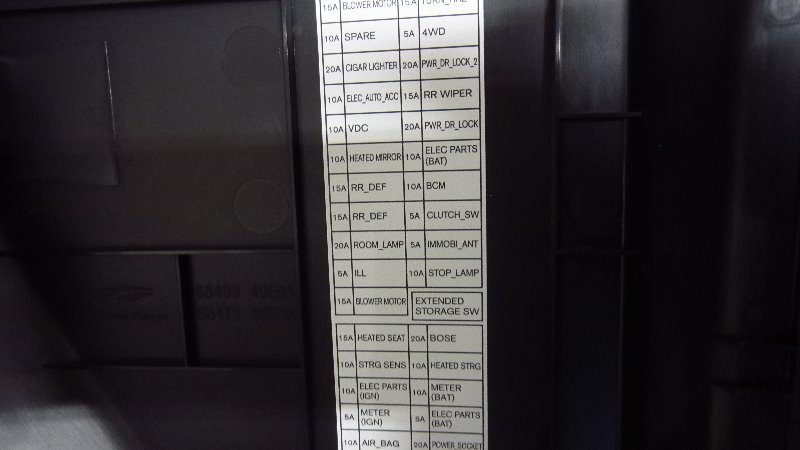 15A BLOWER MOTOR 15A TURN_HAZ
10A SPARE 5A 4WD
20A CIGAR LIGHTER 20A PWR_DR_LOCK_2
10A ELEC_AUTO_ACC 15A RR WIPER
10A VDC 20A PWR_DR_LOCK
10A HEATED MIRROR 10A ELEC PARTS
(BAT)
15A RR_DEF 10A BCM
15A RR_DEF 5A CLUTCH_SW
20A ROOM_LAMP 5A IMMOBI_ANT
5A ILL 10A STOP_LAMP
15A BLOWER MOTOR EXTENDED
STORAGE SW
15A HEATED SEAT 20A BOSE
10A STRG SENS 10A HEATED STRG
10A ELEC PARTS
(IGN) 10A METER
(BAT)
5A METER
(IGN) 5A ELEC PARTS
(BAT)
10A AIR_BAG 20A POWER_SOCKET